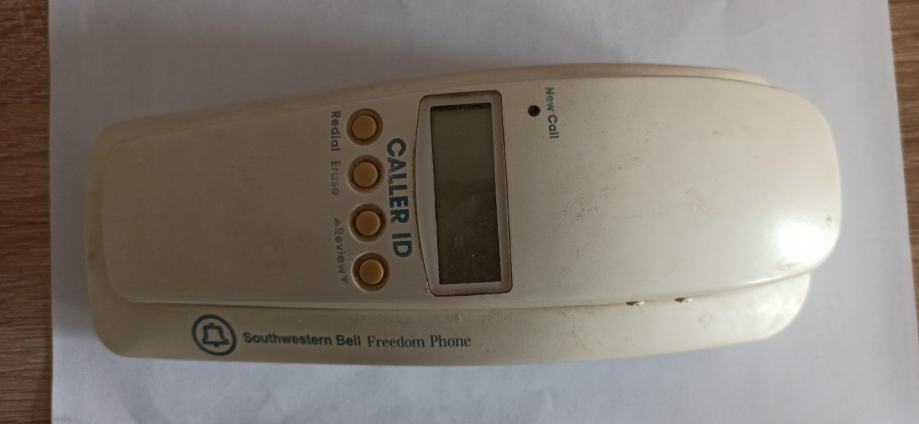 New Call
CALLER ID
Redial Erase ▲Review▼
Southwestern Bell Freedom Phone